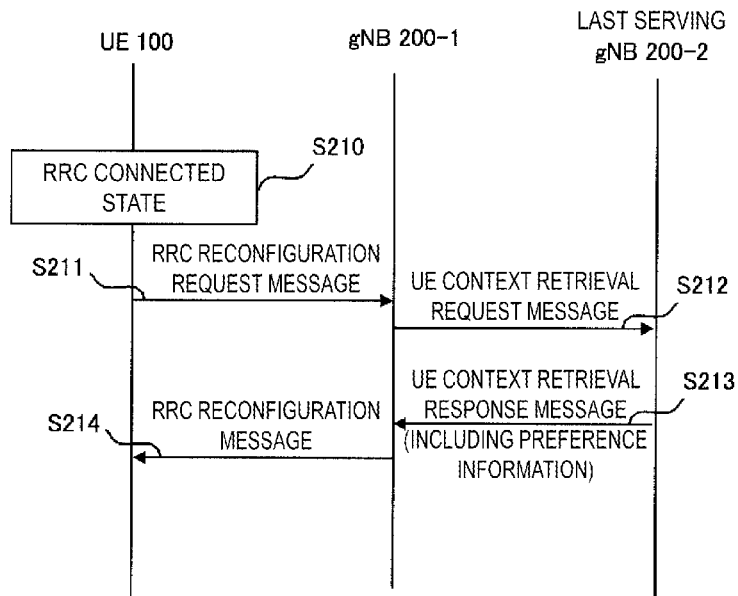 UE 100
gNB 200-1
LAST SERVING
gNB 200-2
S210
RRC CONNECTED
STATE
S211
RRC RECONFIGURATION
REQUEST MESSAGE
UE CONTEXT RETRIEVAL
REQUEST MESSAGE
S212
S213
UE CONTEXT RETRIEVAL
RESPONSE MESSAGE
(INCLUDING PREFERENCE
INFORMATION)
S214
RRC RECONFIGURATION
MESSAGE